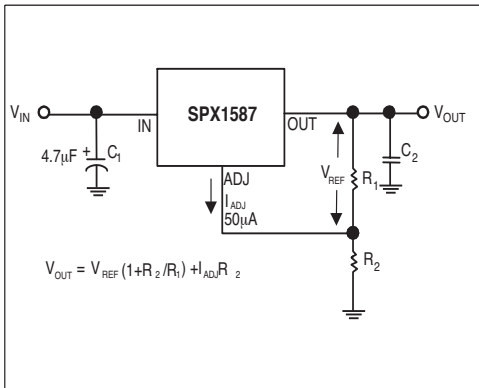 SPX1587
V_IN
IN
OUT
V_OUT
4.7µF + C_1
ADJ
I_ADJ
50µA
V_REF
R_1
C_2
R_2
V_OUT = V_REF (1+R_2/R_1) +I_ADJ R_2